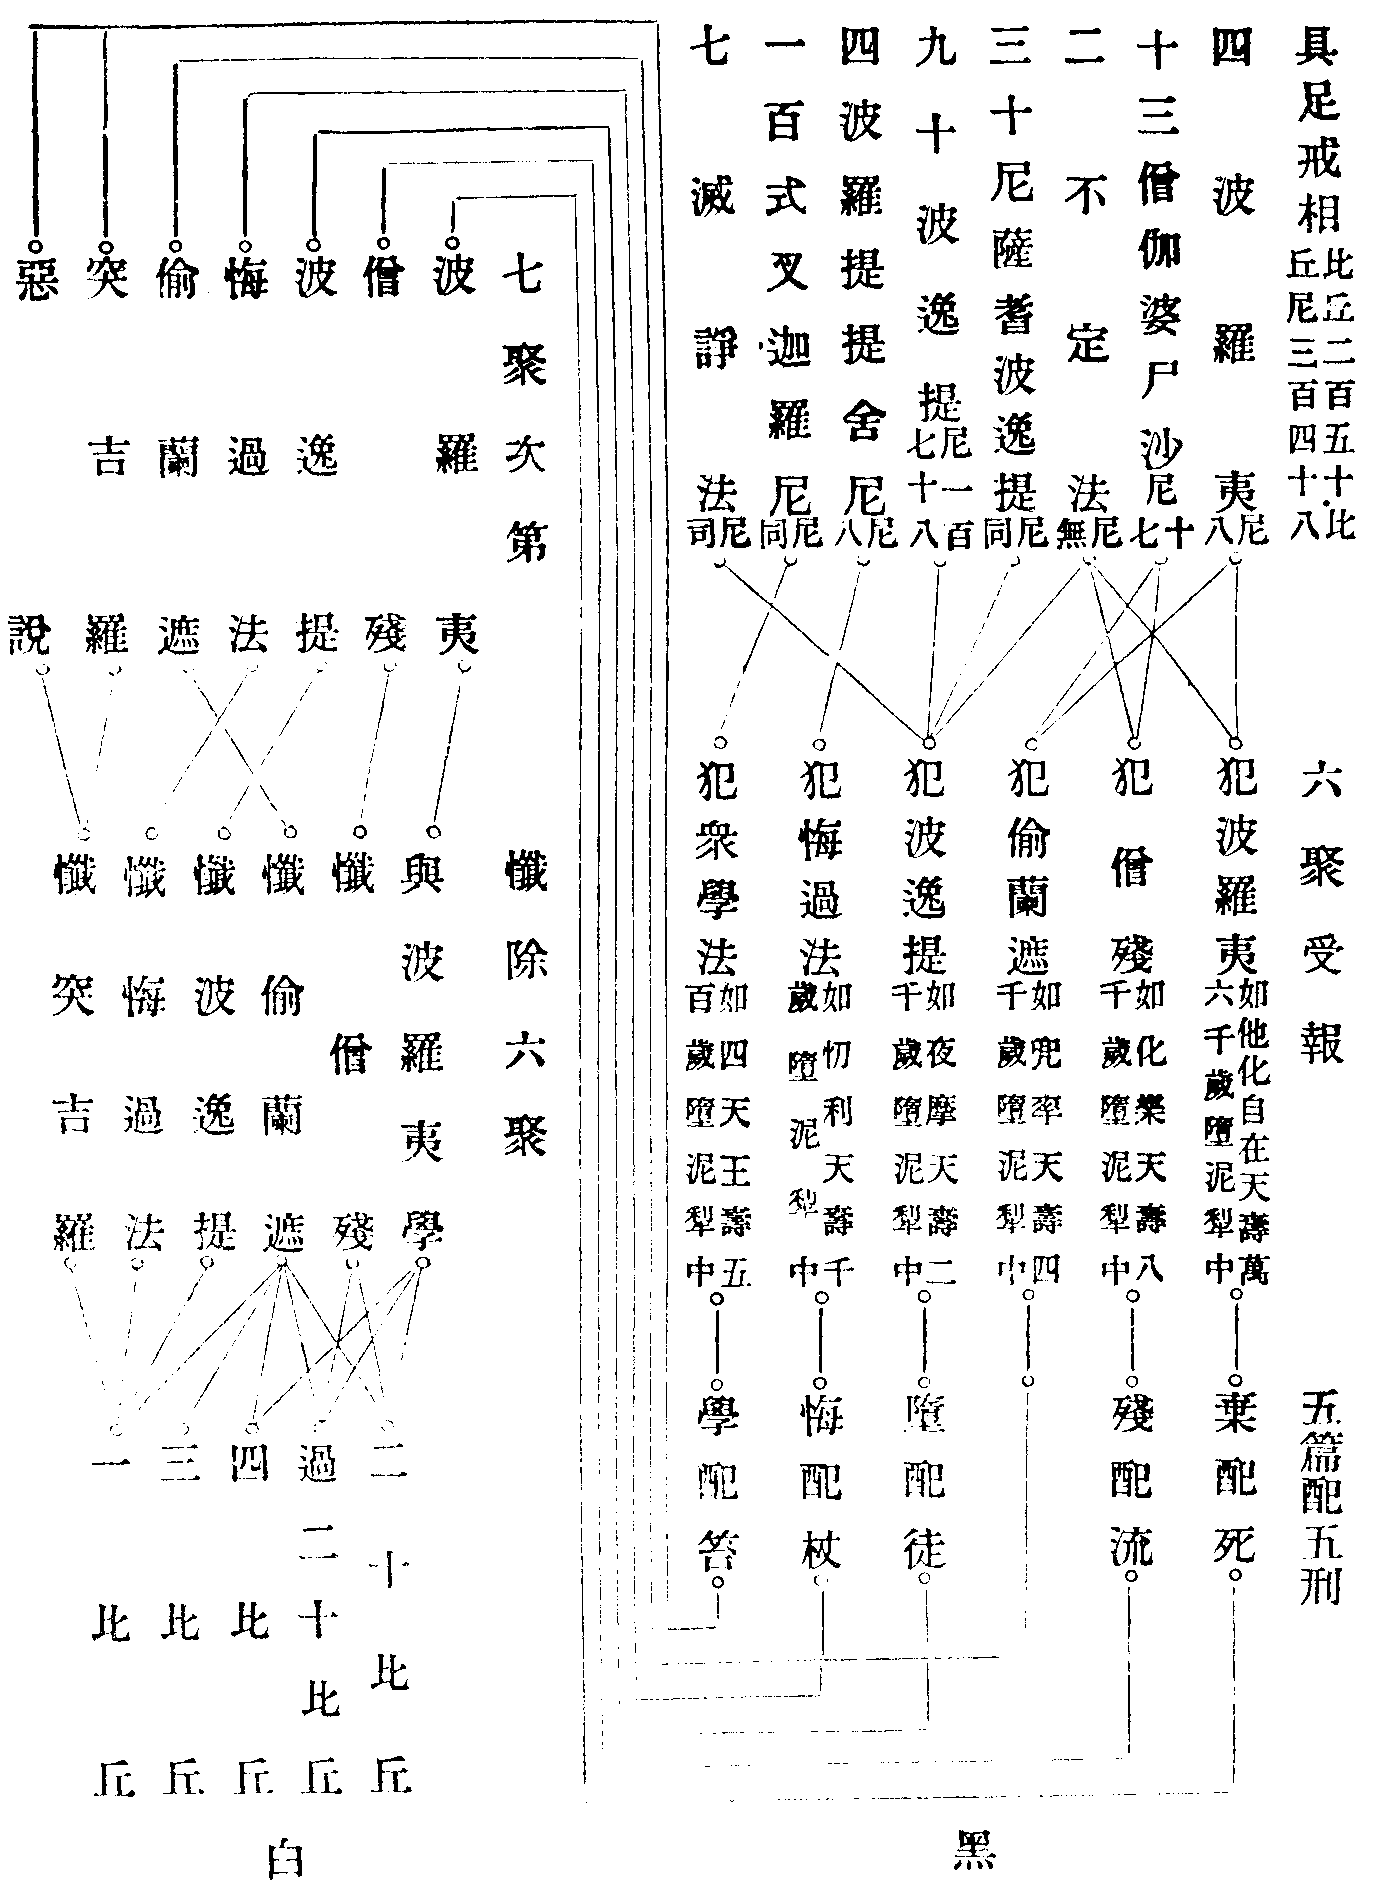 具足戒相比丘二百五十比丘尼三百四十八
四波羅夷尼八
十三僧伽婆尸沙尼十七
二不定法尼無
三十尼薩耆波逸提尼同
九十波逸提尼一百七十八
四波羅提提舍尼尼八
一百式叉迦羅尼尼同
七滅諍法尼同
六聚受報
犯波羅夷如他化自在天壽萬六千歲墮泥犁中
犯僧殘如化樂天壽八千歲墮泥犁中
犯偷蘭遮如兜率天壽四千歲墮泥犁中
犯波逸提如夜摩天壽二千歲墮泥犁中
犯悔過法如忉利天壽千歲墮泥犁中
犯衆學法如四天王壽五百歲墮泥犁中
五篇配五刑
棄配死
殘配流
墮配徒
悔配杖
學配笞
黑
七聚次第
波羅夷
僧殘
波逸提
悔過法
偷蘭遮
突吉羅
惡說
懺除六聚
與波羅夷學
懺僧殘
懺偷蘭遮
懺波逸提
懺悔過法
懺突吉羅
二十比丘
過二十比丘
四比丘
三比丘
一比丘
白